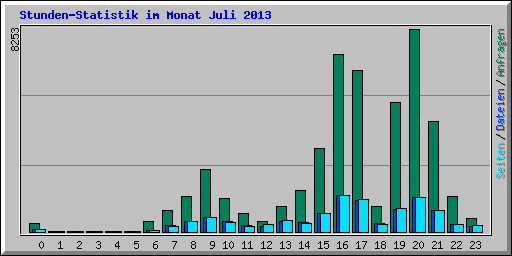 Stunden-Statistik im Monat Juli 2013
8253
Seiten/Dateien/Anfragen
0 1 2 3 4 5 6 7 8 9 10 11 12 13 14 15 16 17 18 19 20 21 22 23